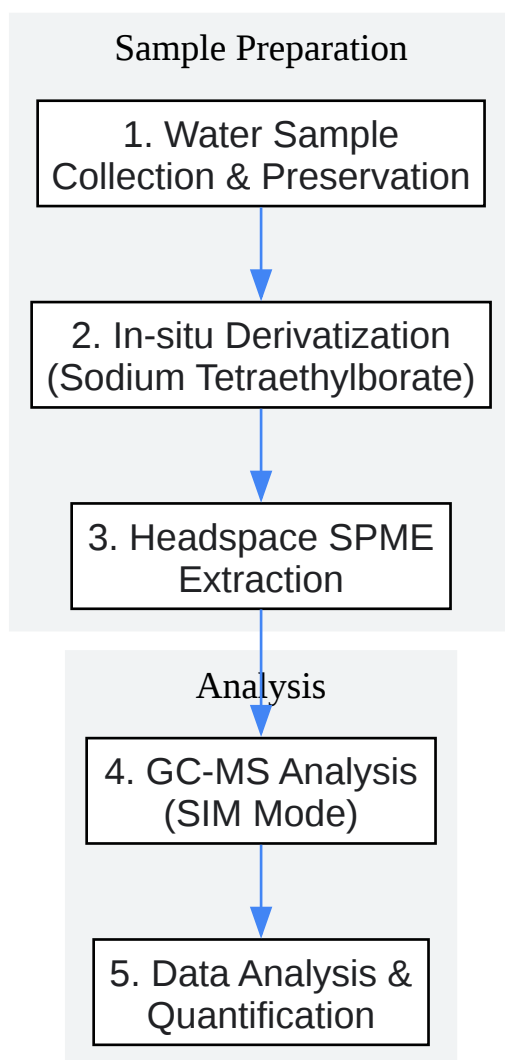 Sample Preparation
1. Water Sample
Collection & Preservation
2. In-situ Derivatization
(Sodium Tetraethylborate)
3. Headspace SPME
Extraction
Analysis
4. GC-MS Analysis
(SIM Mode)
5. Data Analysis &
Quantification